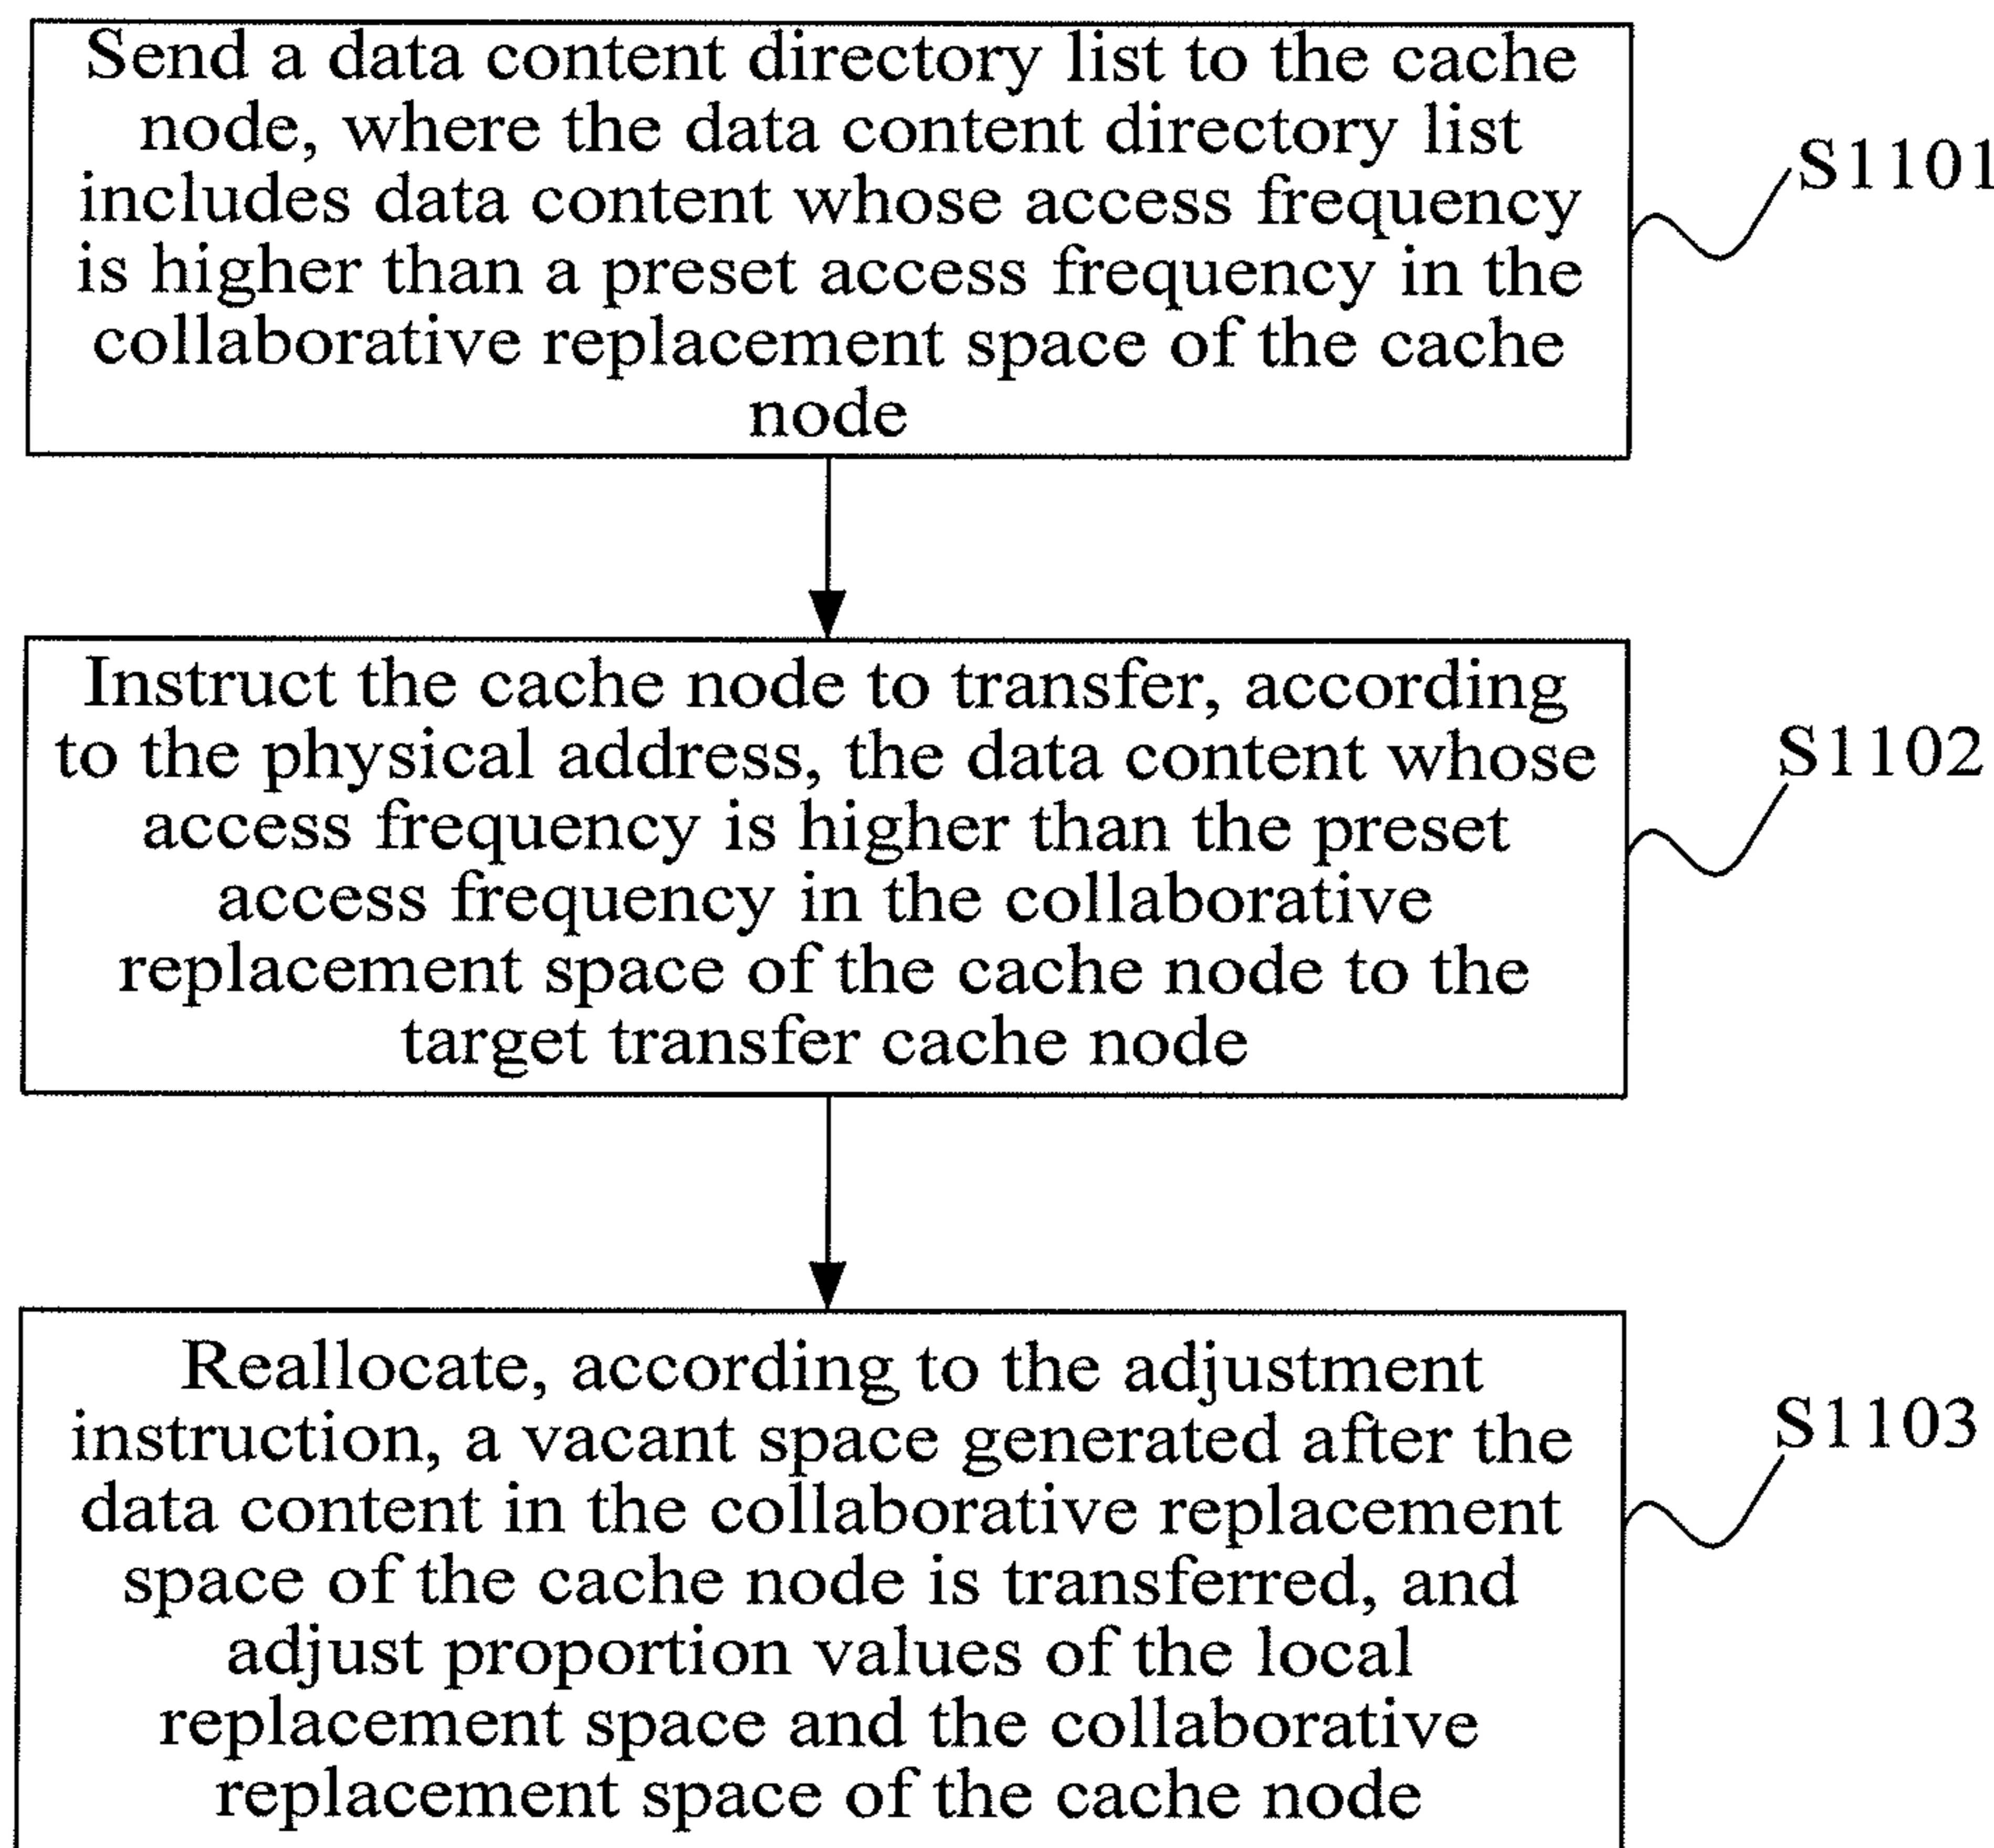 Send a data content directory list to the cache
node, where the data content directory list
includes data content whose access frequency
is higher than a preset access frequency in the
collaborative replacement space of the cache
node
S1101
Instruct the cache node to transfer, according
to the physical address, the data content whose
access frequency is higher than the preset
access frequency in the collaborative
replacement space of the cache node to the
target transfer cache node
S1102
Reallocate, according to the adjustment
instruction, a vacant space generated after the
data content in the collaborative replacement
space of the cache node is transferred, and
adjust proportion values of the local
replacement space and the collaborative
replacement space of the cache node
S1103